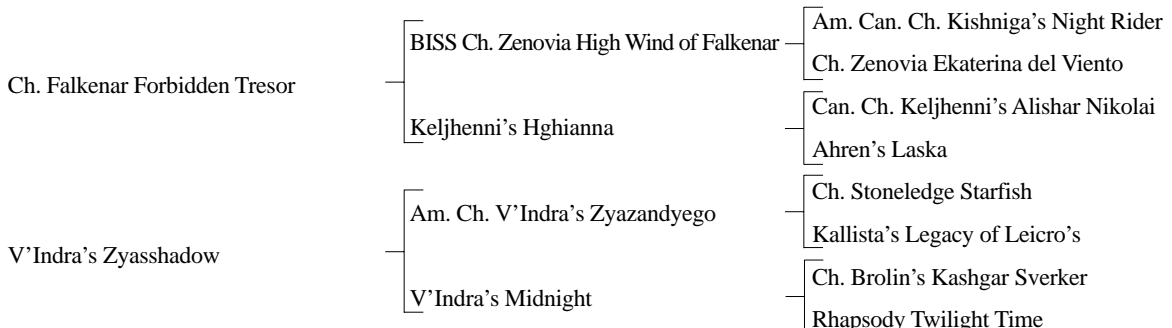 Am. Can. Ch. Kishniga’s Night Rider
BISS Ch. Zenovia High Wind of Falkenar
Ch. Zenovia Ekaterina del Viento
Ch. Falkenar Forbidden Tresor
Can. Ch. Keljhenni’s Alishar Nikolai
Keljhenni’s Hghianna
Ahren’s Laska
Ch. Stoneledge Starfish
Am. Ch. V’Indra’s Zyazandyego
Kallista’s Legacy of Leicro’s
V’Indra’s Zyasshadow
Ch. Brolin’s Kashgar Sverker
V’Indra’s Midnight
Rhapsody Twilight Time